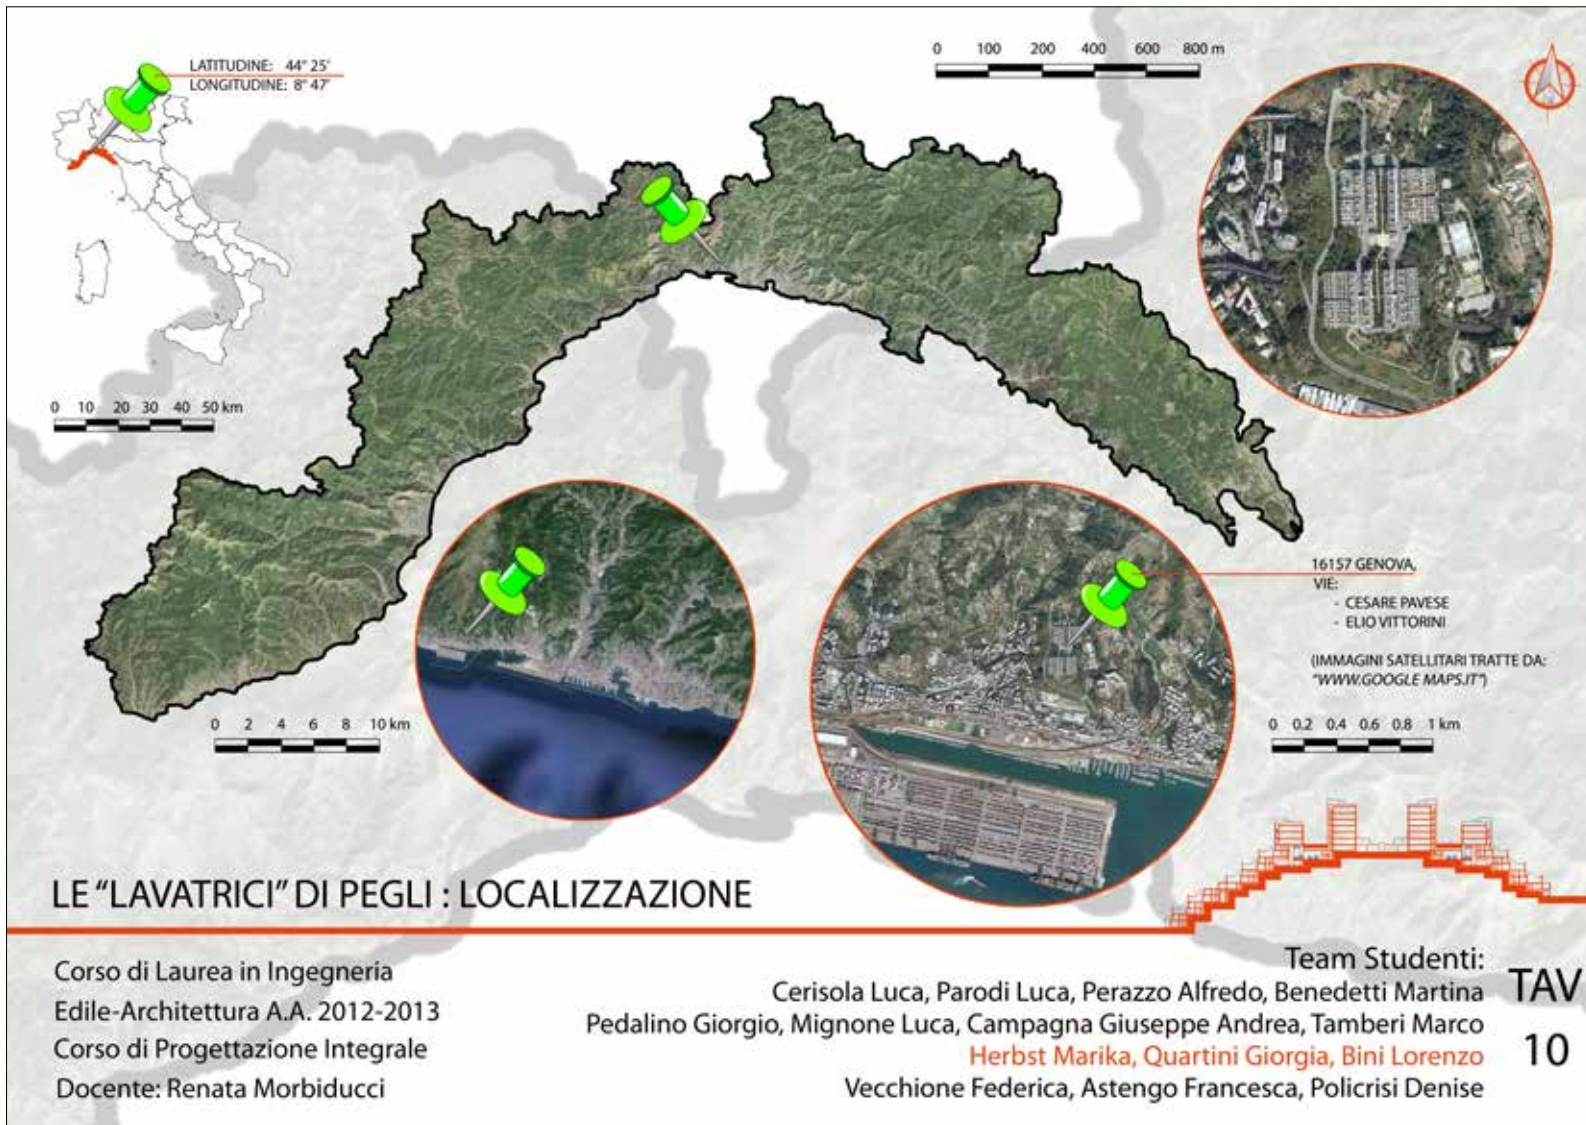 LATITUDINE: 44° 25'
LONGITUDINE: 8° 47'
0 100 200 400 600 800 m
0 10 20 30 40 50 km
16157 GENOVA,
VIE:
- CESARE PAVESE
- ELIO VITTORINI
(IMMAGINI SATELLITARI TRATTE DA:
"WWW.GOOGLE MAPS.IT")
0 2 4 6 8 10 km
0 0.2 0.4 0.6 0.8 1 km
LE "LAVATRICI" DI PEGLI : LOCALIZZAZIONE
Corso di Laurea in Ingegneria
Edile-Architettura A.A. 2012-2013
Corso di Progettazione Integrale
Docente: Renata Morbiducci
Team Studenti:
Cerisola Luca, Parodi Luca, Perazzo Alfredo, Benedetti Martina
Pedalino Giorgio, Mignone Luca, Campagna Giuseppe Andrea, Tamberi Marco
Herbst Marika, Quartini Giorgia, Bini Lorenzo
Vecchione Federica, Astengo Francesca, Policrisi Denise
TAV
10